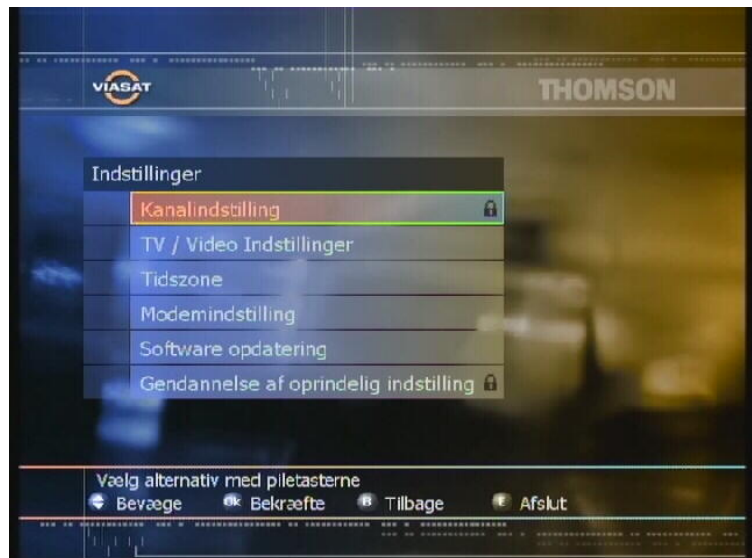 VIASAT
THOMSON
Indstillinger
Kanalindstilling
TV / Video Indstillinger
Tidszone
Modemindstilling
Software opdatering
Gendannelse af oprindelig indstilling
Vælg alternativ med piletasterne
Bevæge Ok Bekræfte B Tilbage E Afslut